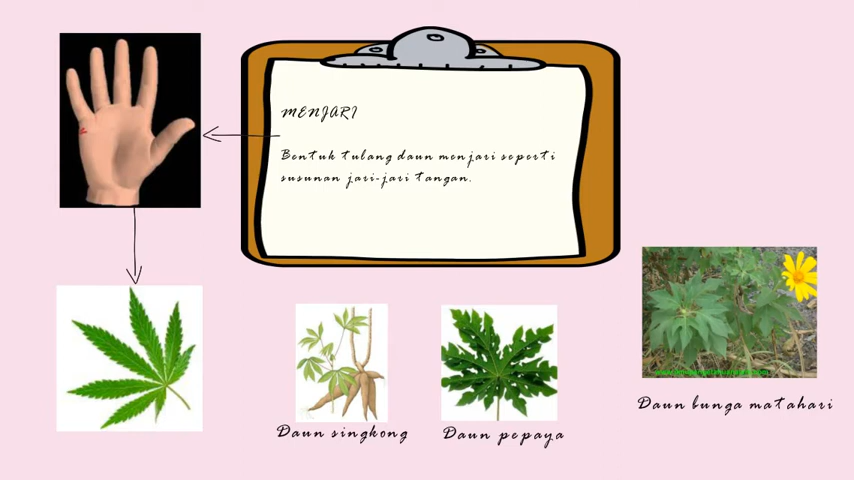 MENJARI
Bentuk tulang daun menjari seperti
susunan jari-jari tangan.
Daun singkong
Daun pepaya
Daun bunga matahari